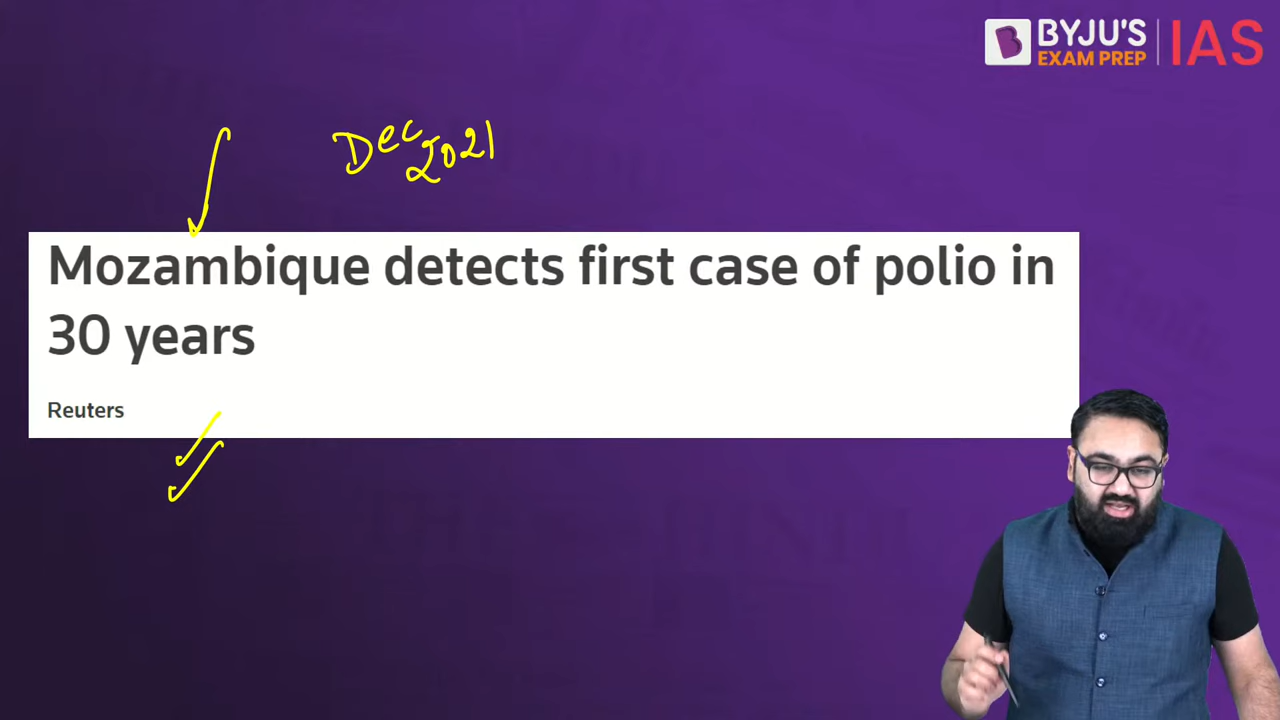 BYJU'S
EXAM PREP
IAS
Dec 2021
Mozambique detects first case of polio in
30 years
Reuters